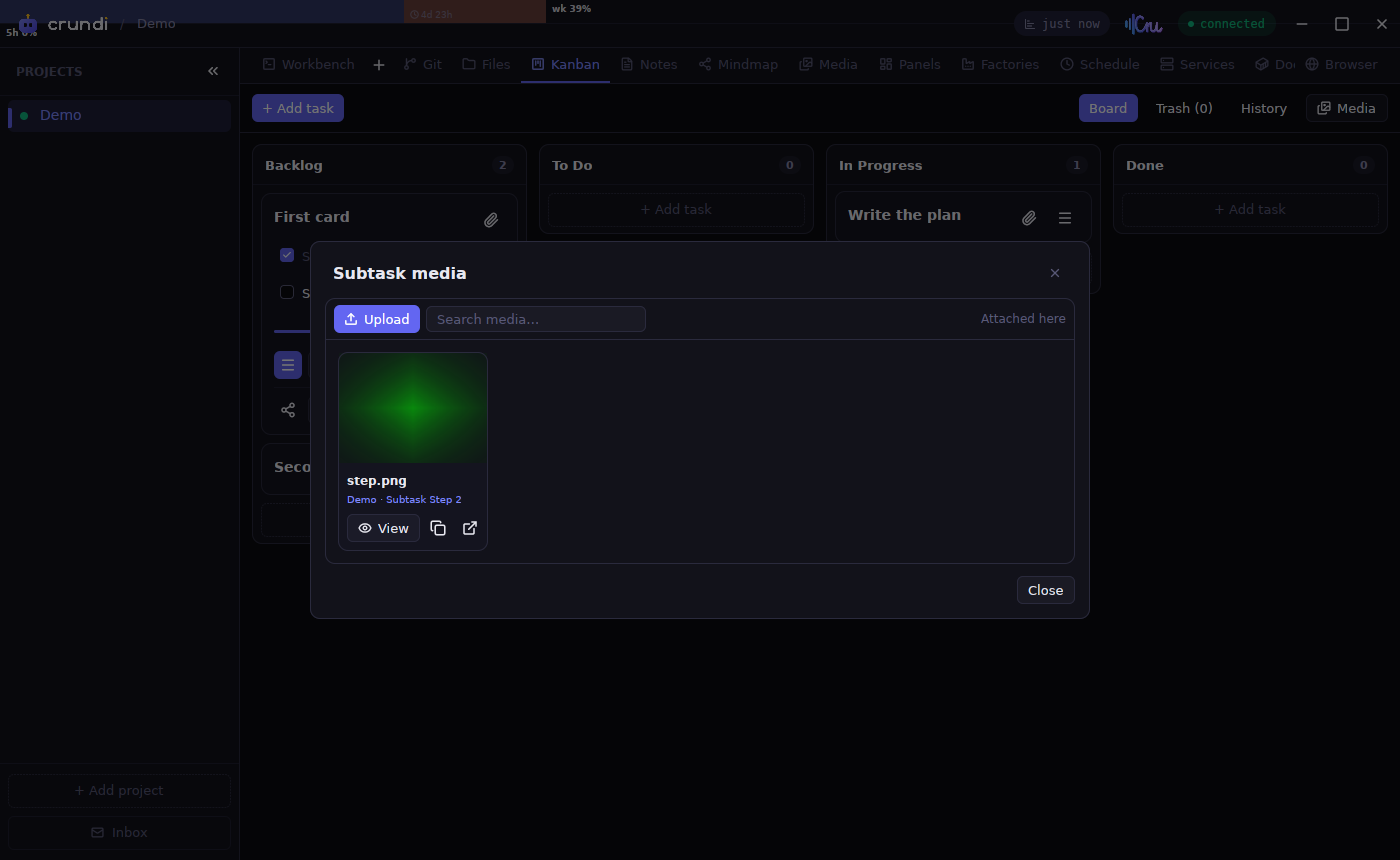 4d 23h
wk 39%
crundi / Demo
just now
Cru
connected
PROJECTS
Workbench
Git
Files
Kanban
Notes
Mindmap
Media
Panels
Factories
Schedule
Services
Browser
Demo
+ Add task
Board
Trash (0)
History
Media
Backlog
2
To Do
0
In Progress
1
Done
0
+ Add task
+ Add task
First card
Write the plan
Subtask media
Upload
Search media...
Attached here
step.png
Demo · Subtask Step 2
View
Close
+ Add project
Inbox